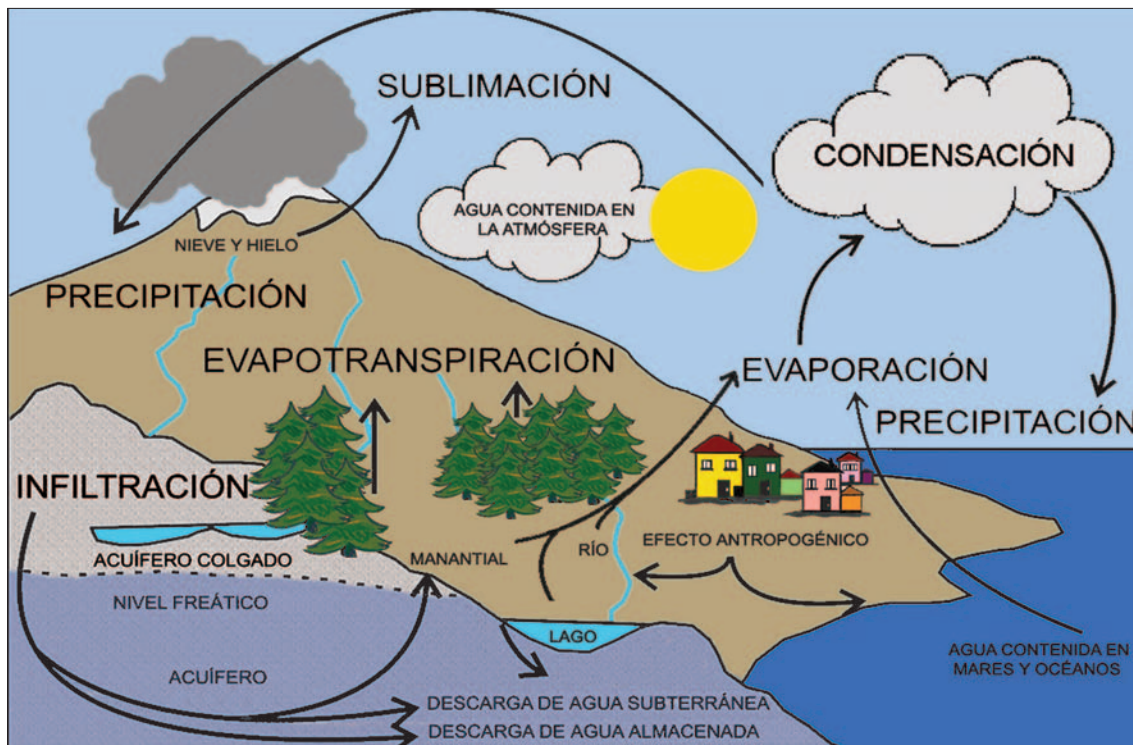 SUBLIMACIÓN
CONDENSACIÓN
AGUA CONTENIDA EN
LA ATMÓSFERA
NIEVE Y HIELO
PRECIPITACIÓN
EVAPOTRANSPIRACIÓN
EVAPORACIÓN
PRECIPITACIÓN
INFILTRACIÓN
ACUÍFERO COLGADO
MANANTIAL
RÍO
EFECTO ANTROPOGÉNICO
NIVEL FREÁTICO
LAGO
AGUA CONTENIDA EN
MARES Y OCÉANOS
ACUÍFERO
DESCARGA DE AGUA SUBTERRÁNEA
DESCARGA DE AGUA ALMACENADA